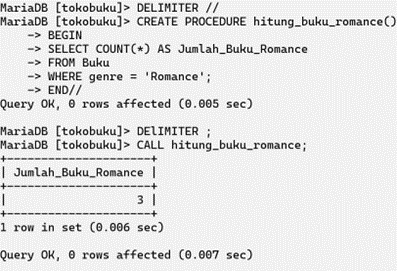 MariaDB [tokobuku]> DELIMITER //
MariaDB [tokobuku]> CREATE PROCEDURE hitung_buku_romance()
    -> BEGIN
    -> SELECT COUNT(*) AS Jumlah_Buku_Romance
    -> FROM Buku
    -> WHERE genre = 'Romance';
    -> END//
Query OK, 0 rows affected (0.005 sec)

MariaDB [tokobuku]> DElIMITER ;
MariaDB [tokobuku]> CALL hitung_buku_romance;
+---------------------+
| Jumlah_Buku_Romance |
+---------------------+
|                   3 |
+---------------------+
1 row in set (0.006 sec)

Query OK, 0 rows affected (0.007 sec)